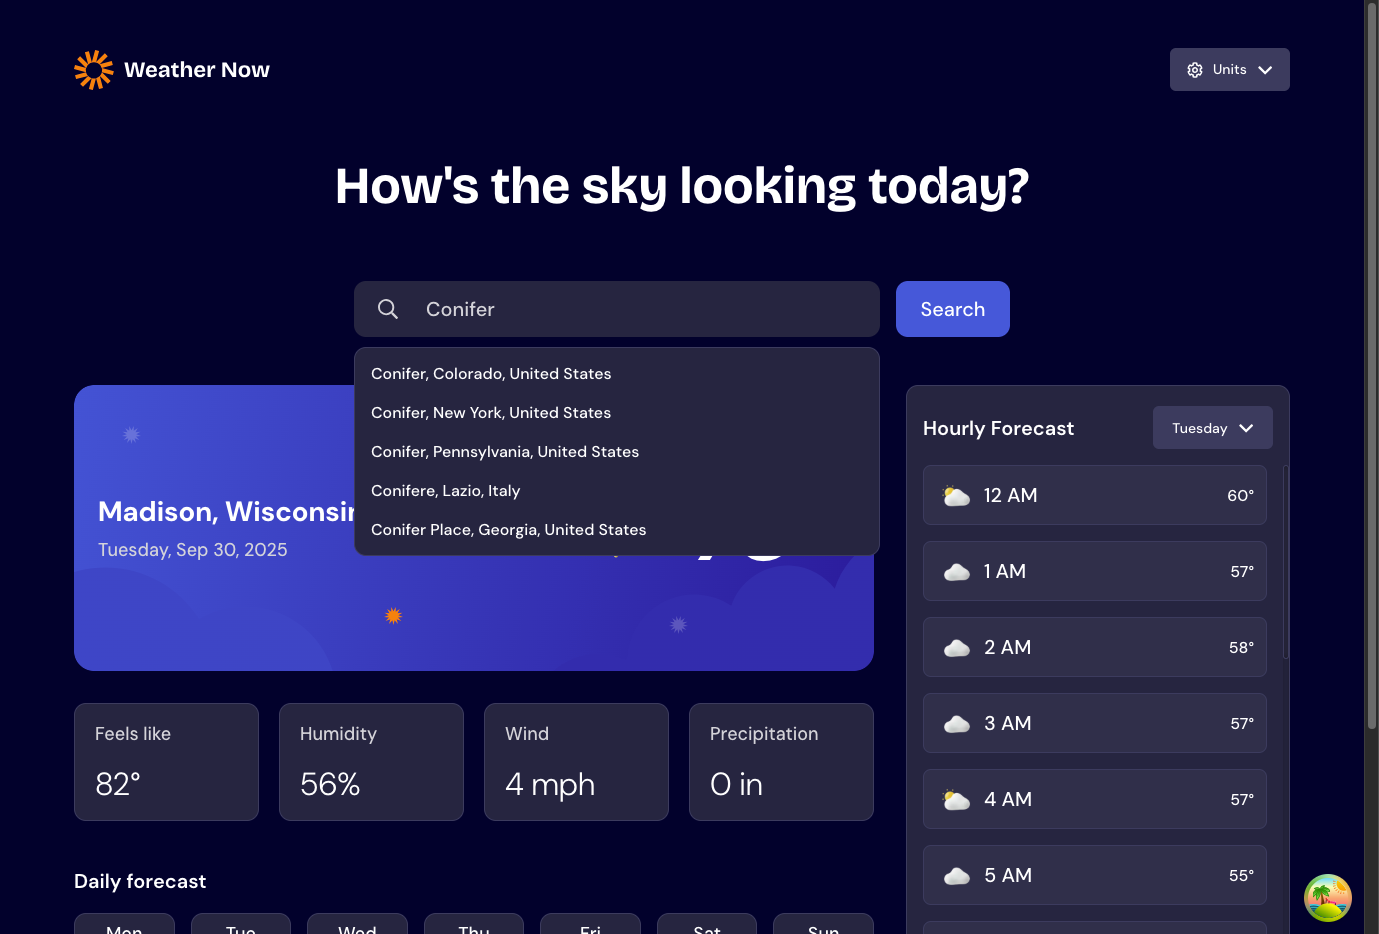 Weather Now
Units
How's the sky looking today?
Conifer
Search
Conifer, Colorado, United States
Conifer, New York, United States
Conifer, Pennsylvania, United States
Conifere, Lazio, Italy
Conifer Place, Georgia, United States
Madison, Wisconsin
Tuesday, Sep 30, 2025
Feels like
82°
Humidity
56%
Wind
4 mph
Precipitation
0 in
Daily forecast
Mon
Tue
Wed
Thu
Fri
Sat
Sun
Hourly Forecast
Tuesday
12 AM 60°
1 AM 57°
2 AM 58°
3 AM 57°
4 AM 57°
5 AM 55°